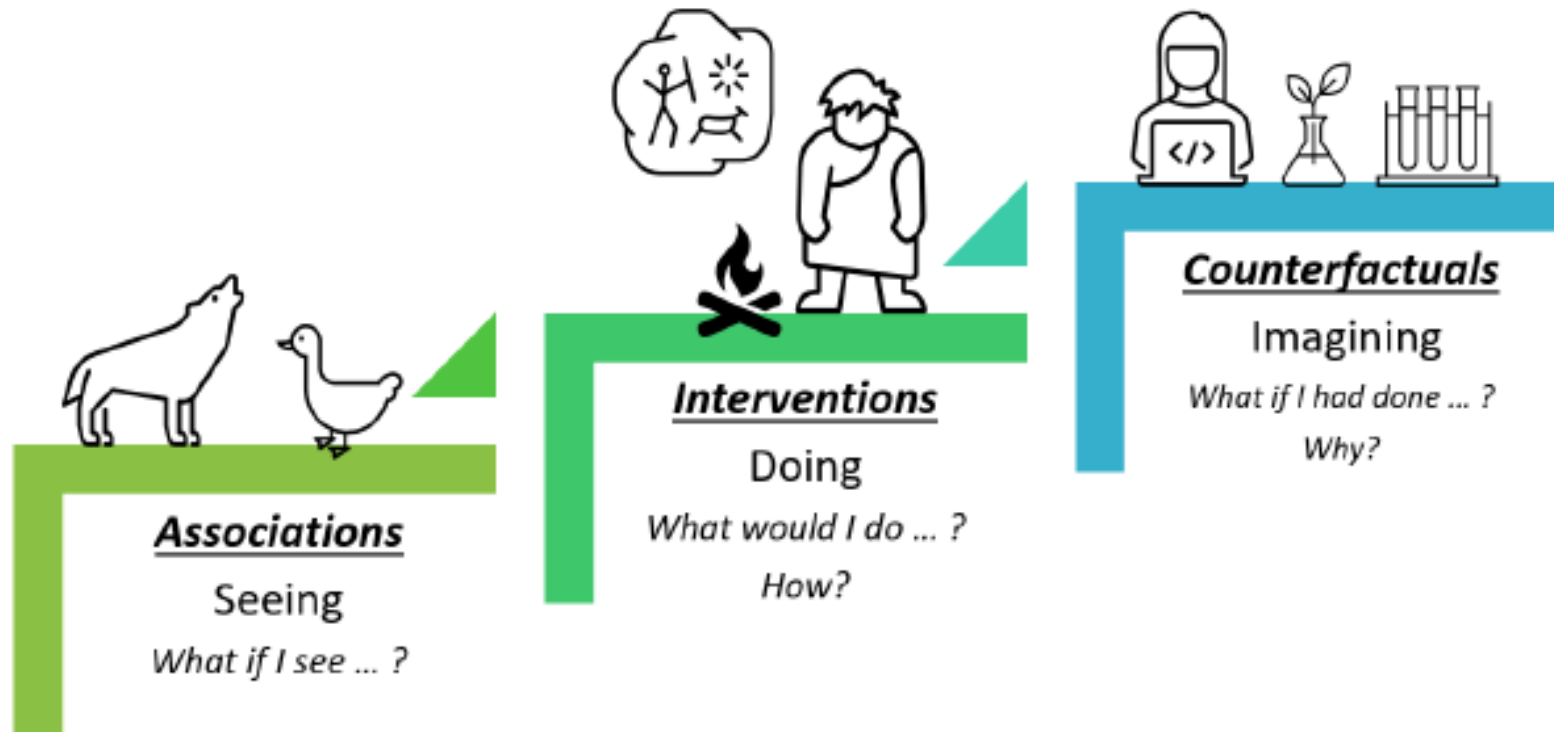 Associations
Seeing
What if I see ... ?
Interventions
Doing
What would I do ... ?
How?
</>
Counterfactuals
Imagining
What if I had done ... ?
Why?